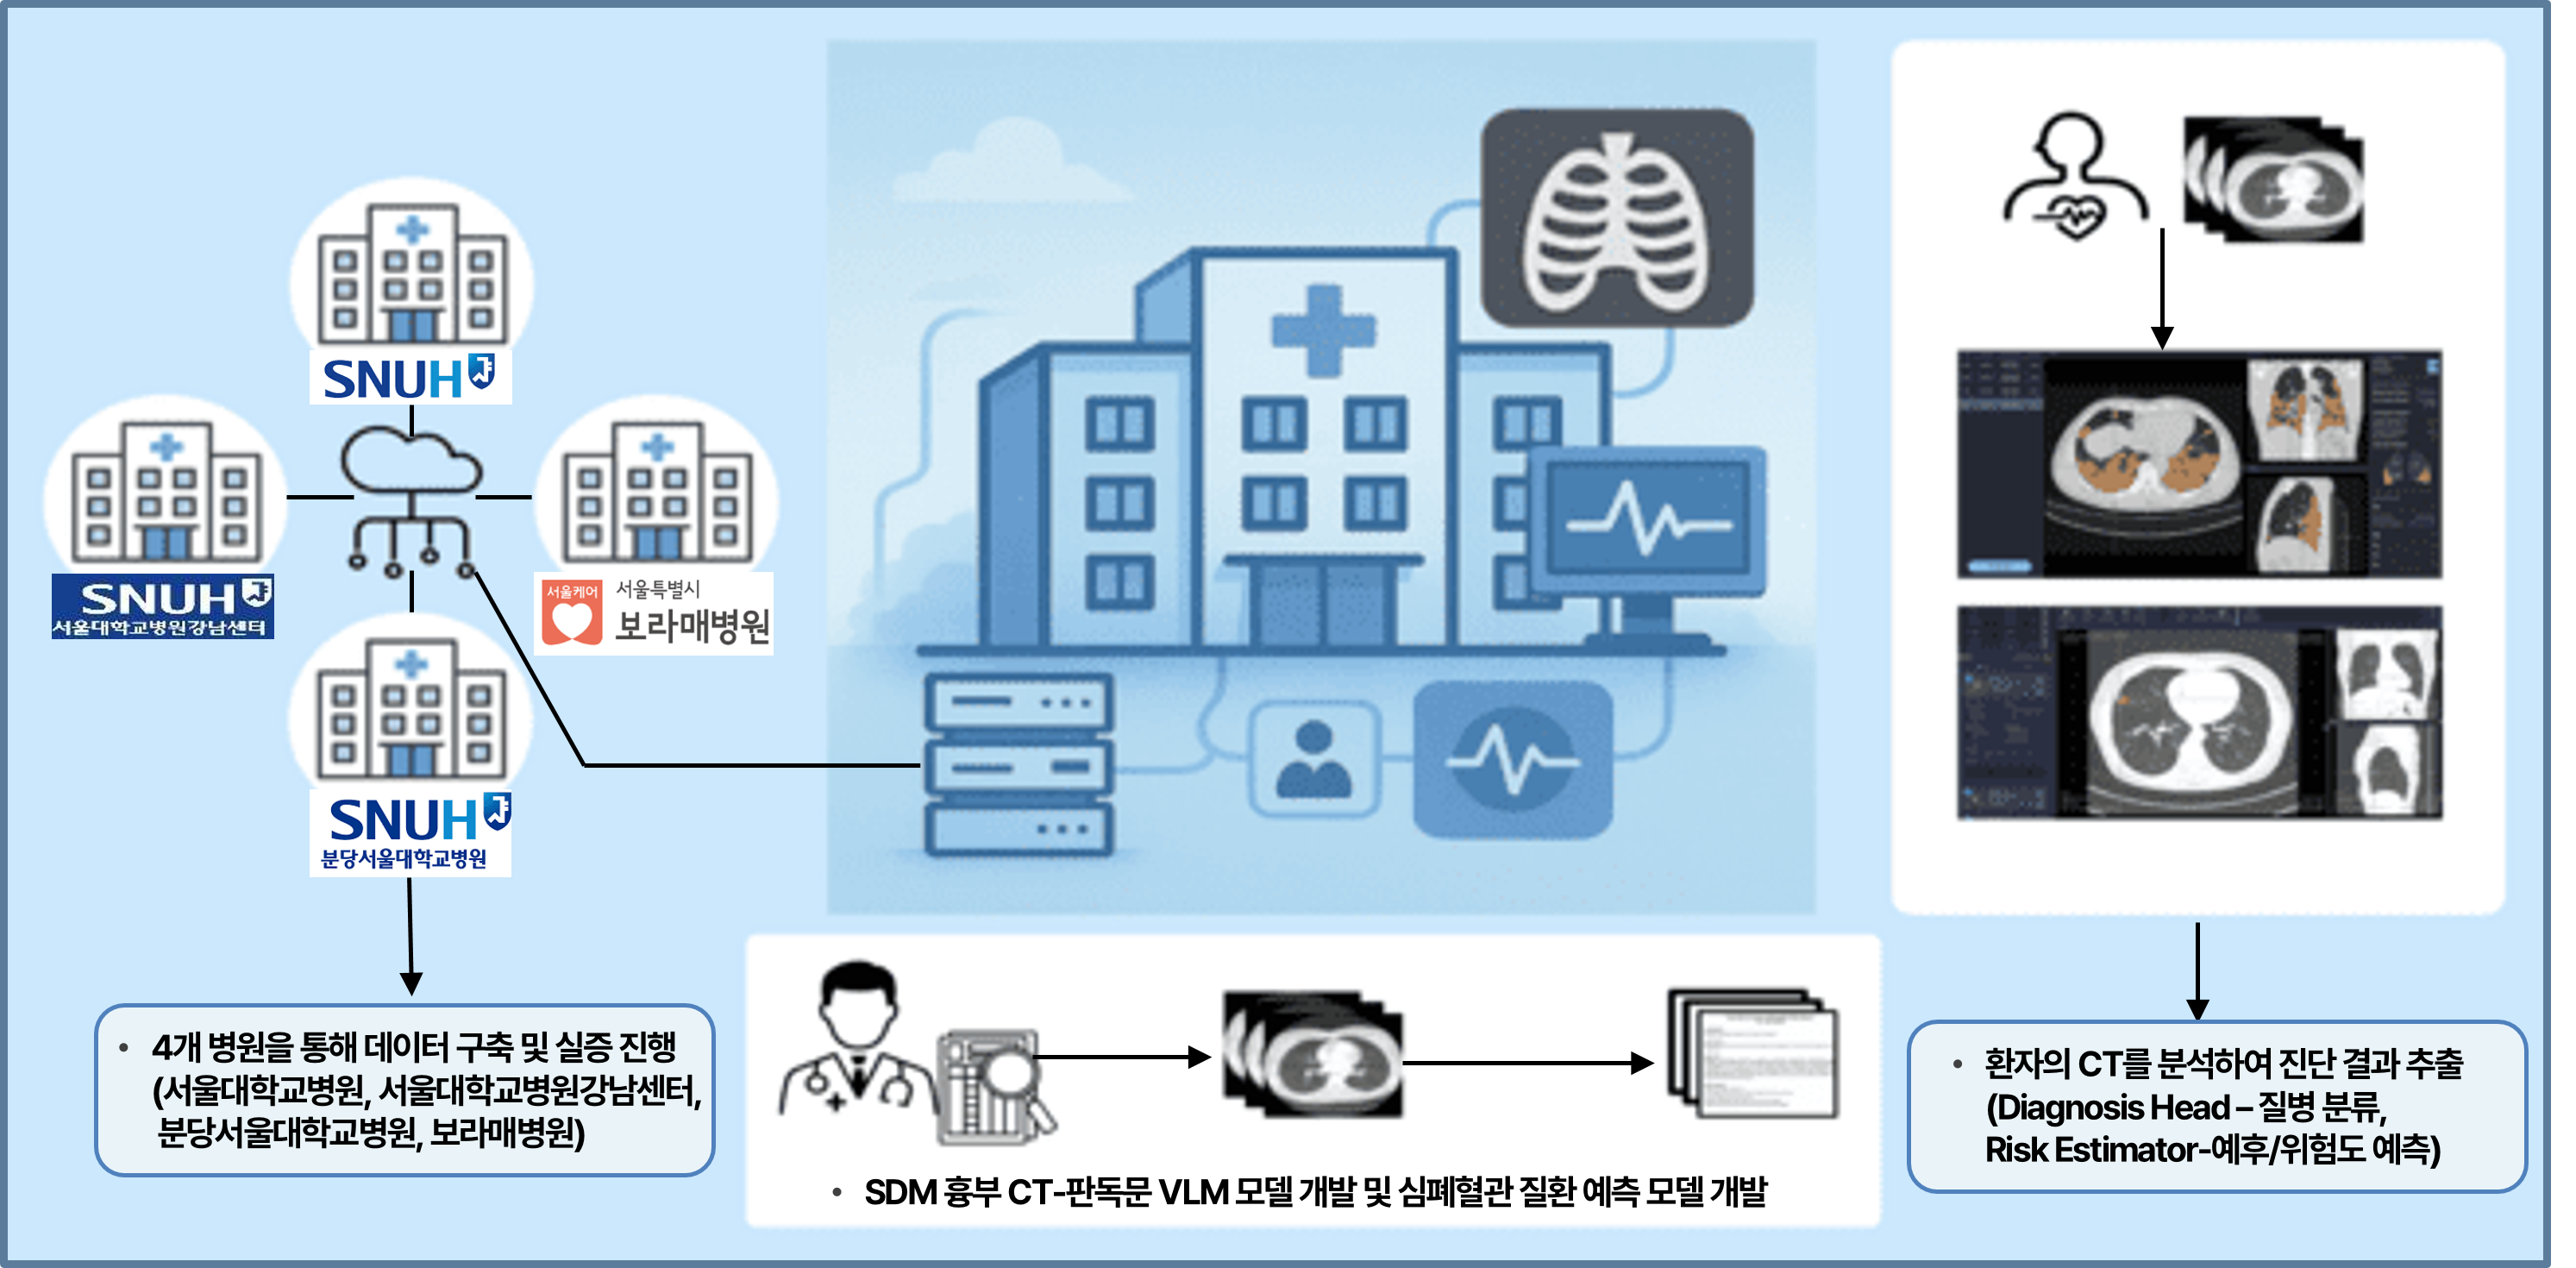 SNUH
SNUH
서울대학교병원강남센터
서울케어
서울특별시
보라매병원
SNUH
분당서울대학교병원
• 4개 병원을 통해 데이터 구축 및 실증 진행
(서울대학교병원, 서울대학교병원강남센터,
분당서울대학교병원, 보라매병원)
• SDM 흉부 CT-판독문 VLM 모델 개발 및 심폐혈관 질환 예측 모델 개발
• 환자의 CT를 분석하여 진단 결과 추출
(Diagnosis Head – 질병 분류,
Risk Estimator-예후/위험도 예측)